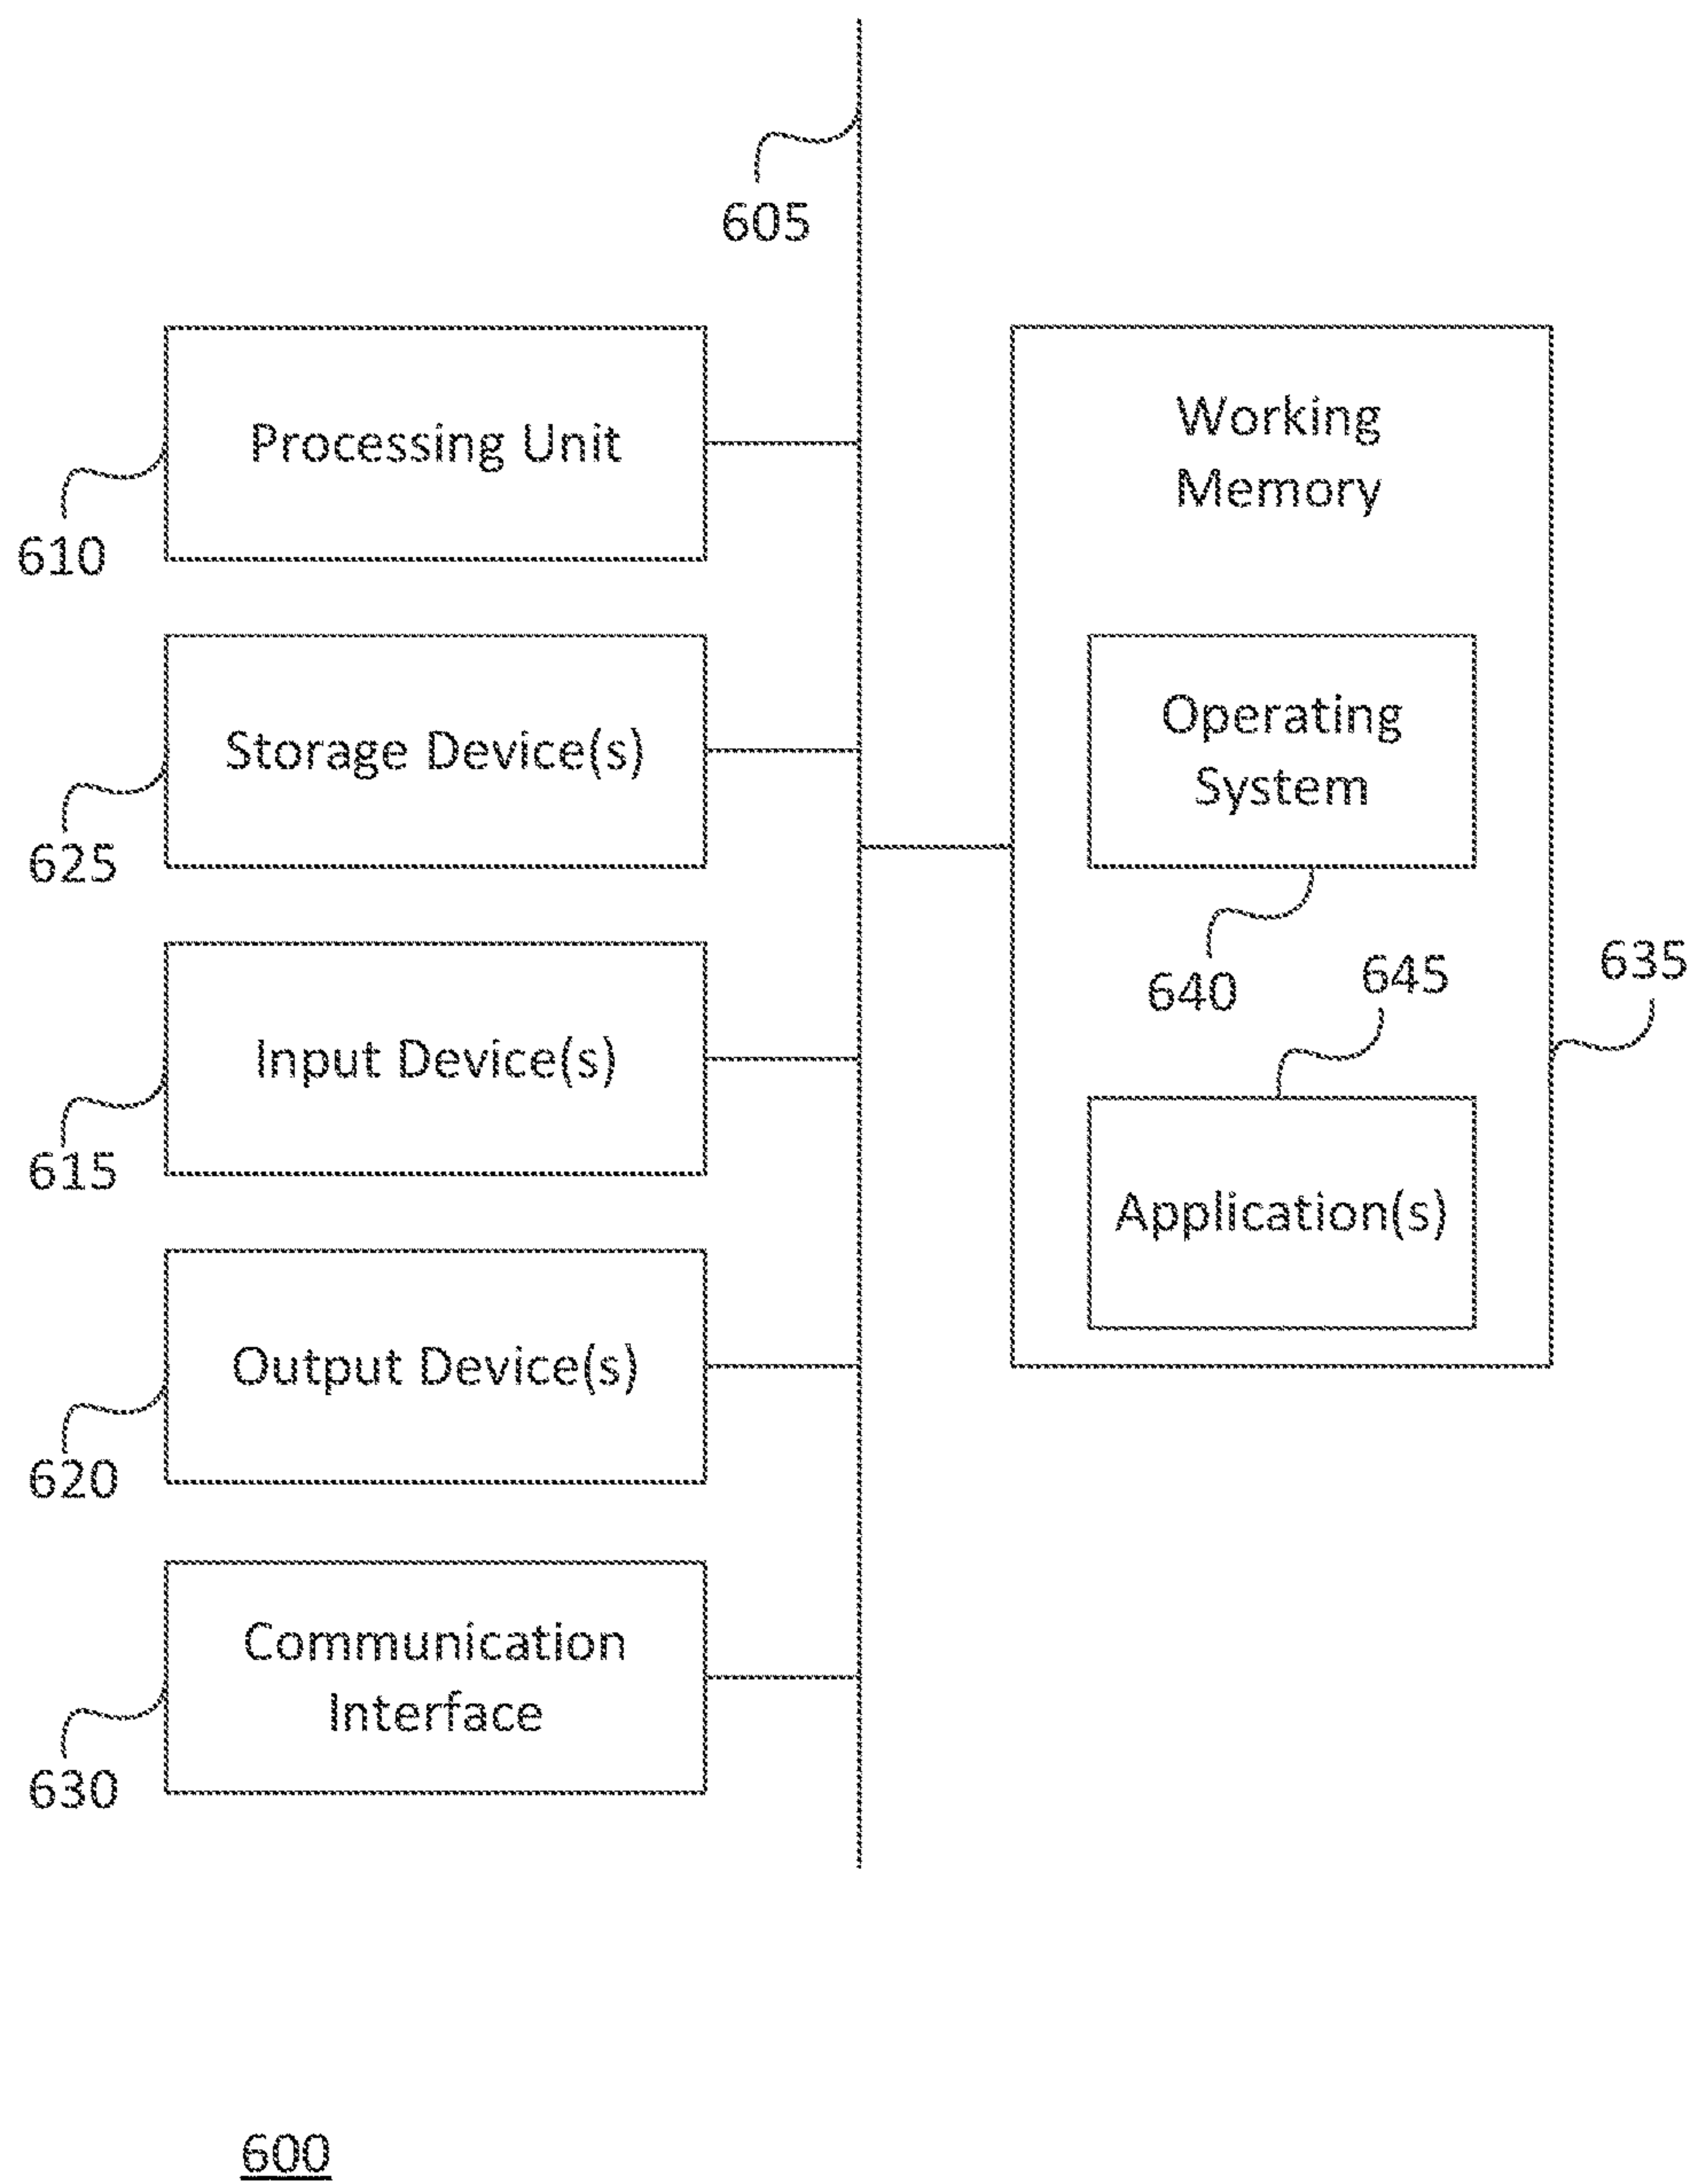 605
Processing Unit
610
Storage Device(s)
625
Input Device(s)
615
Output Device(s)
620
Communication
Interface
630
Working
Memory
Operating
System
640
645
635
Application(s)
600